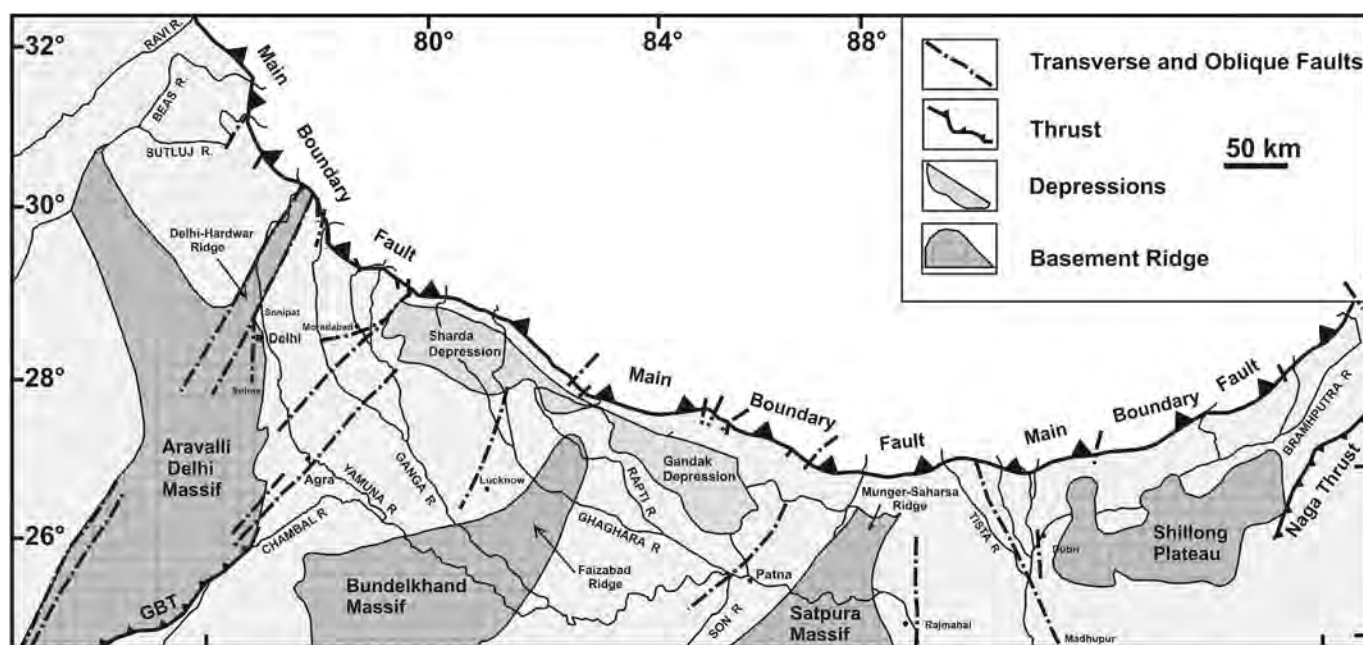 80°
84°
88°
32°
30°
28°
26°
RAVI R.
BEAS R.
SUTLUJ R.
Main
Boundary
Fault
Transverse and Oblique Faults
Thrust
50 km
Depressions
Basement Ridge
Delhi-Hardwar
Ridge
Sonipat
Delhi
Sohna
Moradabad
Sharda
Depression
Main
Boundary
Fault
Main
Boundary
Fault
BRAMHPUTRA R.
Naga Thrust
Aravalli
Delhi
Massif
Agra
YAMUNA R
GANGA R
CHAMBAL R
Lucknow
RAPTI R.
GHAGHARA R
Gandak
Depression
Munger-Saharsa
Ridge
TISTA R
Dubri
Shillong
Plateau
GBT
Bundelkhand
Massif
Faizabad
Ridge
Patna
SON R
Satpura
Massif
Rajmahal
Madhupur